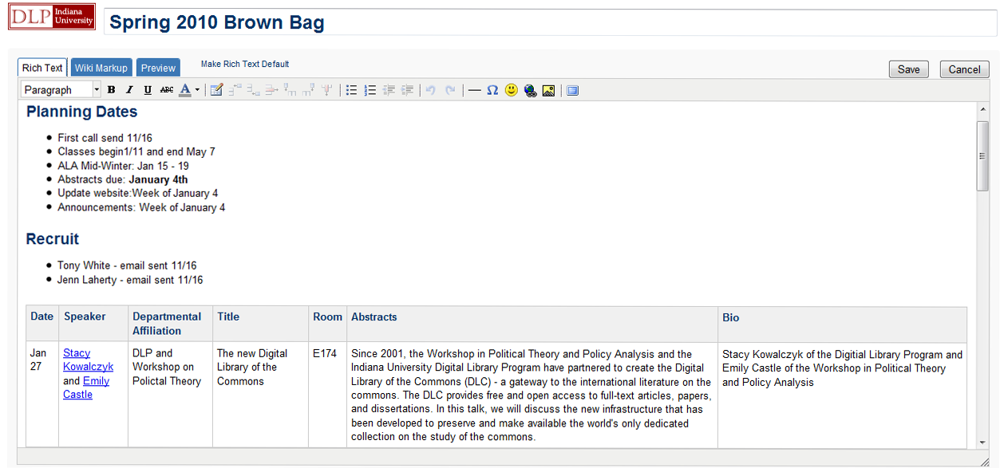 DLP Indiana University
Spring 2010 Brown Bag
Rich Text Wiki Markup Preview Make Rich Text Default Save Cancel
Paragraph B I U ABC A Ω
Planning Dates
First call send 11/16
Classes begin1/11 and end May 7
ALA Mid-Winter: Jan 15 - 19
Abstracts due: January 4th
Update website:Week of January 4
Announcements: Week of January 4
Recruit
Tony White - email sent 11/16
Jenn Laherty - email sent 11/16
Date
Speaker
Departmental
Affiliation
Title
Room
Abstracts
Bio
Jan
27
Stacy
Kowalczyk
and Emily
Castle
DLP and
Workshop on
Polictal Theory
The new Digital
Library of the
Commons
E174
Since 2001, the Workshop in Political Theory and Policy Analysis and the
Indiana University Digital Library Program have partnered to create the Digital
Library of the Commons (DLC) - a gateway to the international literature on the
commons. The DLC provides free and open access to full-text articles, papers,
and dissertations. In this talk, we will discuss the new infrastructure that has
been developed to preserve and make available the world's only dedicated
collection on the study of the commons.
Stacy Kowalczyk of the Digitial Library Program and
Emily Castle of the Workshop in Political Theory
and Policy Analysis